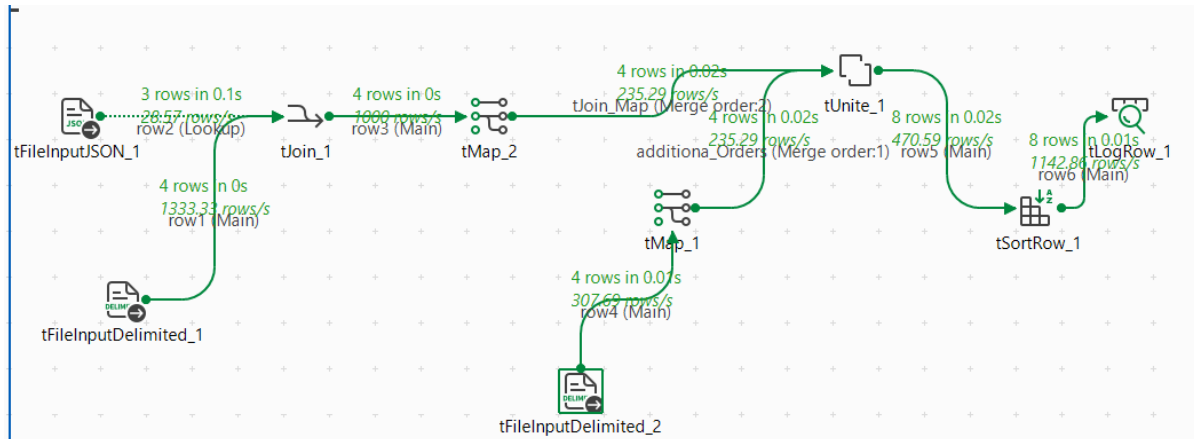 4 rows in 0.02s
235.29 rows/s
tJoin_Map (Merge order:2)
tUnite_1
3 rows in 0.1s
28.57 rows/s
row2 (Lookup)
4 rows in 0s
1000 rows/s
row3 (Main)
JSON
tFileInputJSON_1
tJoin_1
tMap_2
4 rows in 0.02s
235.29 rows/s
additiona_Orders (Merge order:1)
8 rows in 0.02s
470.59 rows/s
row5 (Main)
8 rows in 0.01s
1142.86 rows/s
row6 (Main)
tLogRow_1
4 rows in 0s
1333.33 rows/s
row1 (Main)
tMap_1
A
Z
tSortRow_1
4 rows in 0.01s
307.69 rows/s
row4 (Main)
DELIM
tFileInputDelimited_1
DELIM
tFileInputDelimited_2